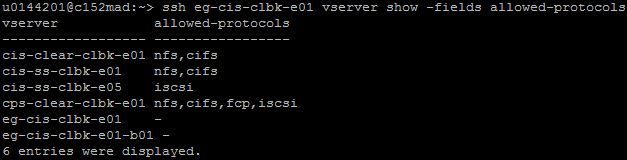 u0144201@c152mad:~> ssh eg-cis-clbk-e01 vserver show -fields allowed-protocols
vserver            allowed-protocols
------------------ -----------------
cis-clear-clbk-e01 nfs,cifs
cis-ss-clbk-e01    nfs,cifs
cis-ss-clbk-e05    iscsi
cps-clear-clbk-e01 nfs,cifs,fcp,iscsi
eg-cis-clbk-e01    -
eg-cis-clbk-e01-b01 -
6 entries were displayed.